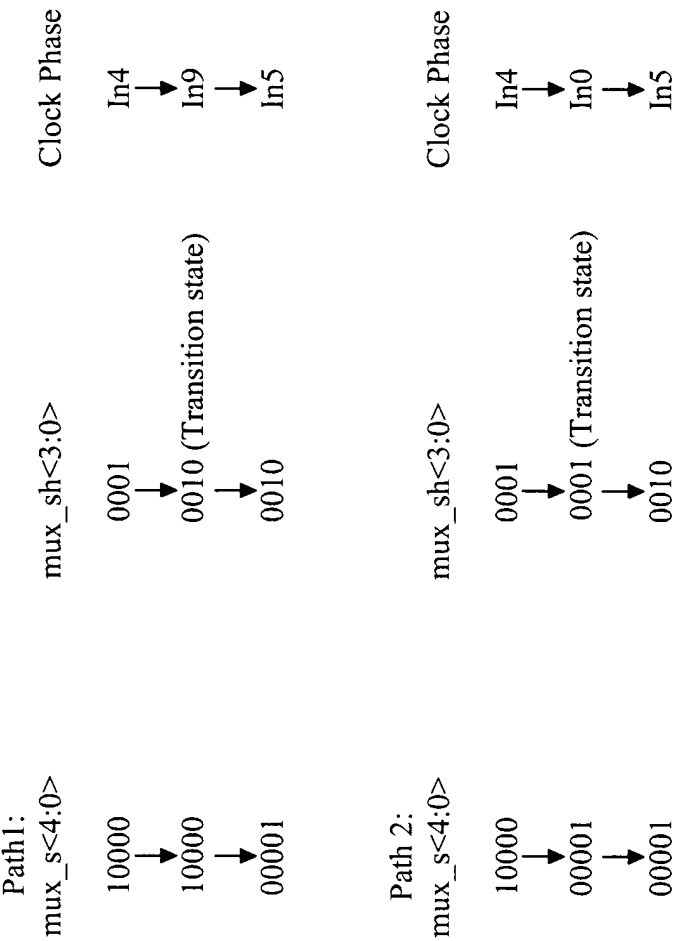 Path1:
mux_s<4:0> mux_sh<3:0> Clock Phase
10000 0001 In4
10000 0010 (Transition state) In9
00001 0010 In5
Path 2:
mux_s<4:0> mux_sh<3:0> Clock Phase
10000 0001 In4
00001 0001 (Transition state) In0
00001 0010 In5